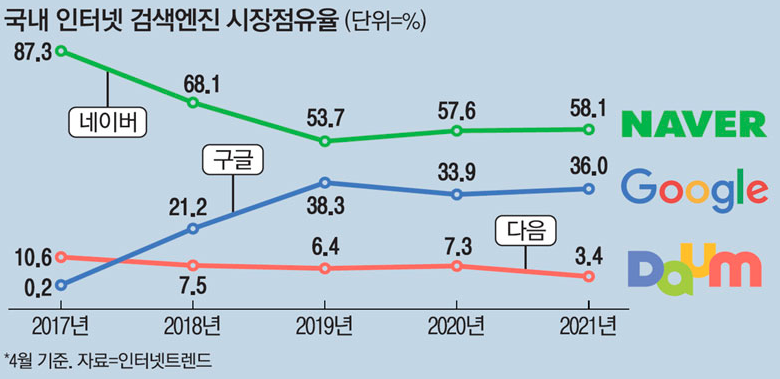 국내 인터넷 검색엔진 시장점유율 (단위=%)
87.3
68.1
53.7
57.6
58.1
네이버
NAVER
구글
21.2
38.3
33.9
36.0
Google
다음
10.6
7.5
6.4
7.3
3.4
Daum
0.2
2017년 2018년 2019년 2020년 2021년
*4월 기준. 자료=인터넷트렌드